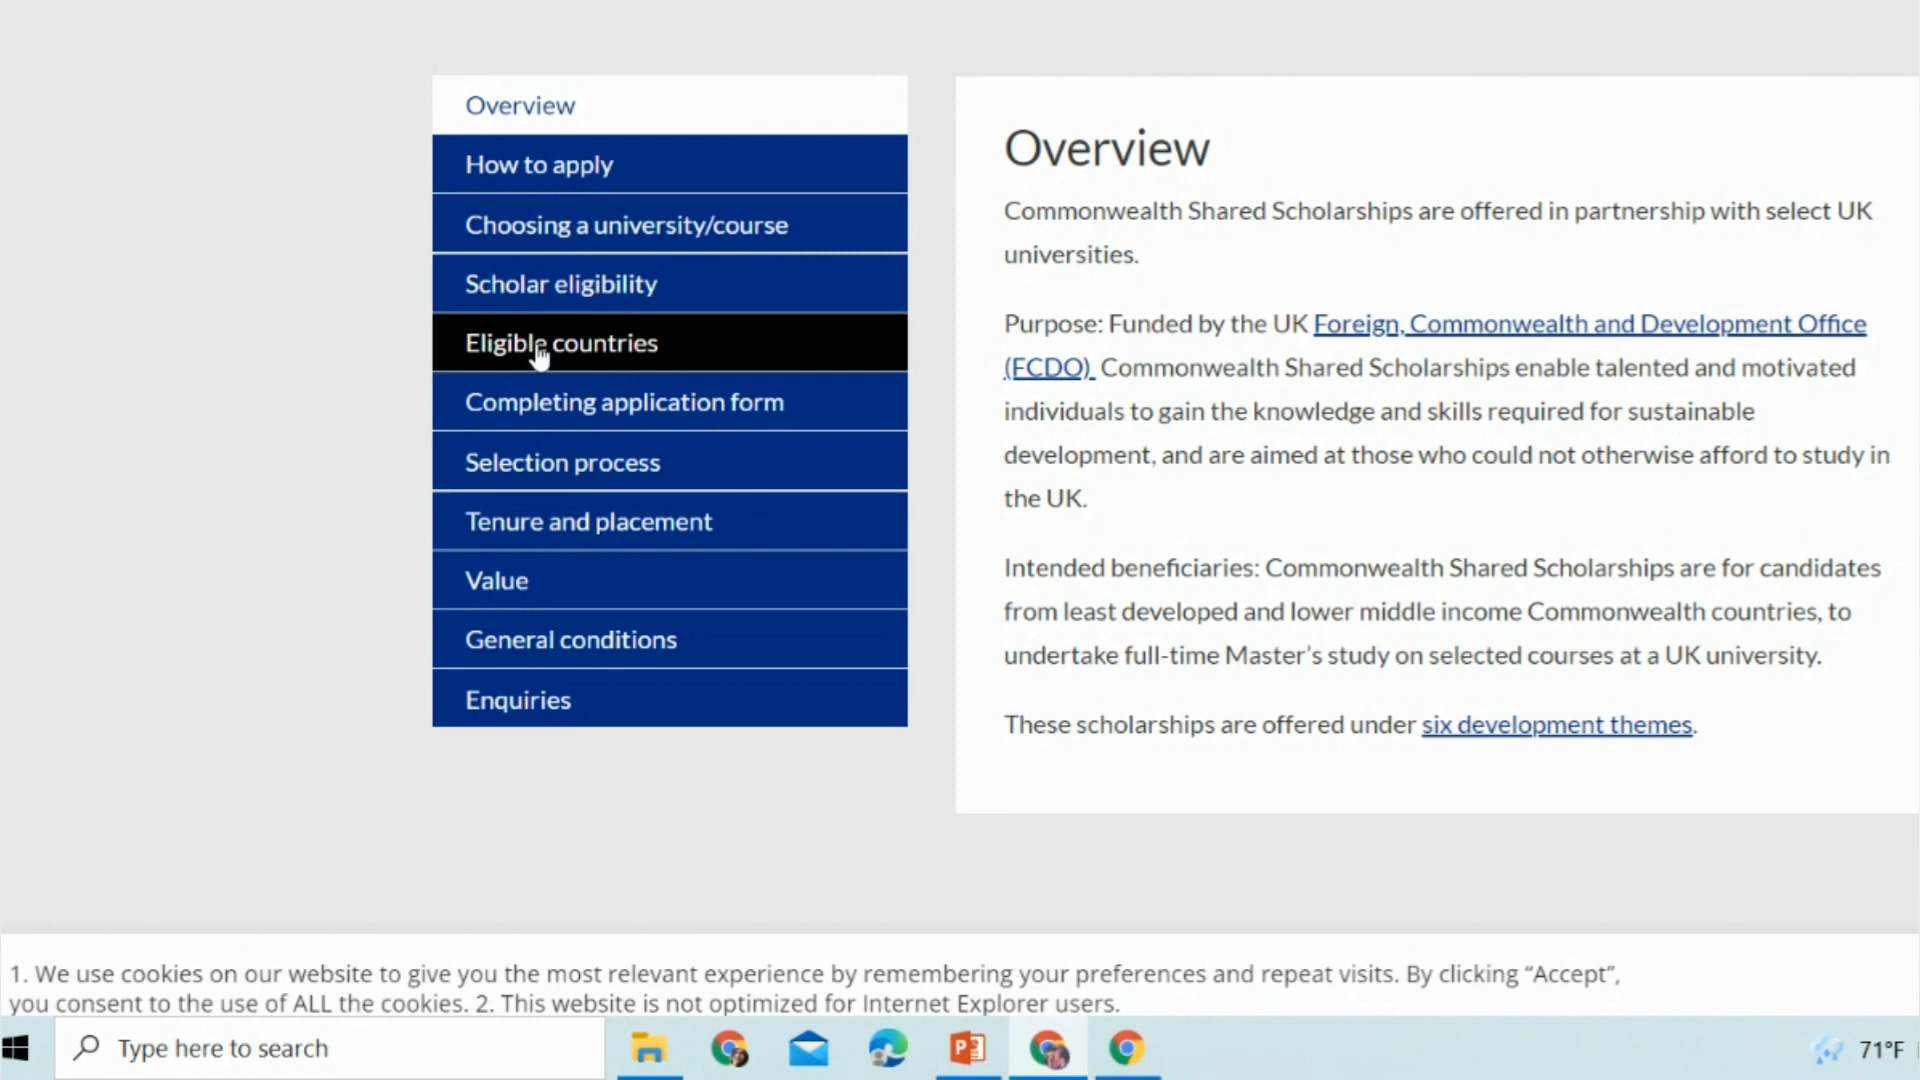 Overview
How to apply
Choosing a university/course
Scholar eligibility
Eligible countries
Completing application form
Selection process
Tenure and placement
Value
General conditions
Enquiries
Overview
Commonwealth Shared Scholarships are offered in partnership with select UK
universities.
Purpose: Funded by the UK Foreign, Commonwealth and Development Office
(FCDO) Commonwealth Shared Scholarships enable talented and motivated
individuals to gain the knowledge and skills required for sustainable
development, and are aimed at those who could not otherwise afford to study in
the UK.
Intended beneficiaries: Commonwealth Shared Scholarships are for candidates
from least developed and lower middle income Commonwealth countries, to
undertake full-time Master's study on selected courses at a UK university.
These scholarships are offered under six development themes.
1. We use cookies on our website to give you the most relevant experience by remembering your preferences and repeat visits. By clicking “Accept”,
you consent to the use of ALL the cookies. 2. This website is not optimized for Internet Explorer users.
Type here to search
71°F